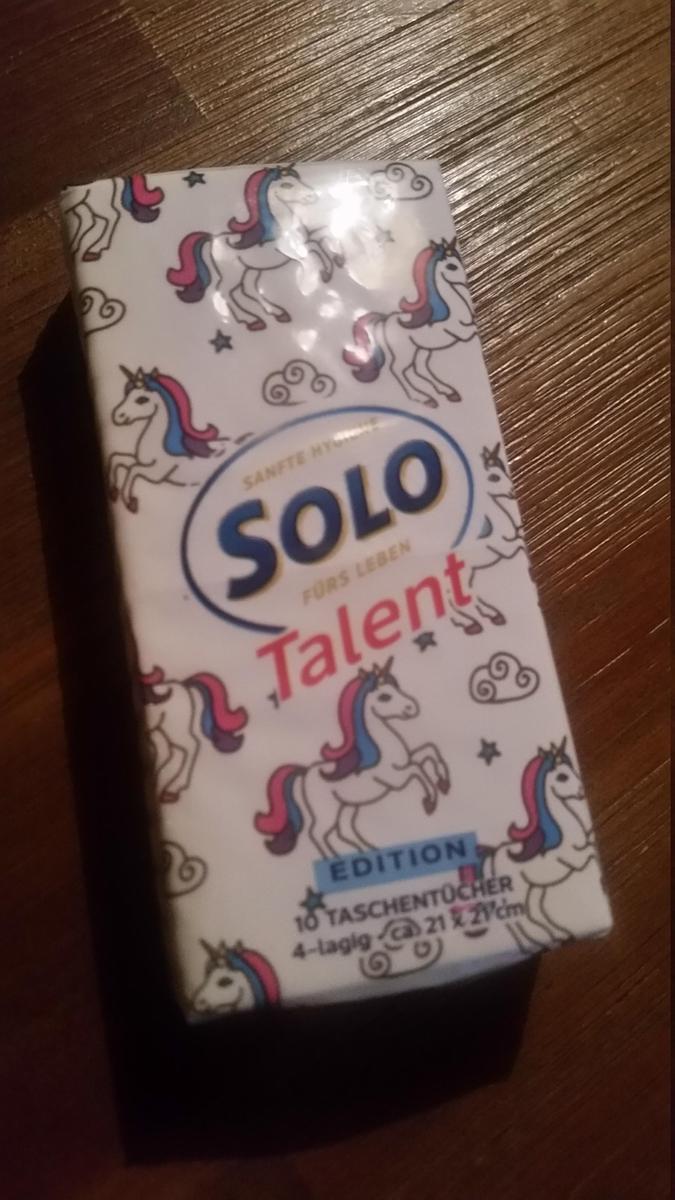 SANFTE HYGIENE
SOLO
FÜRS LEBEN
Talent
EDITION
10 TASCHENTÜCHER
4-lagig • ca. 21 x 21 cm